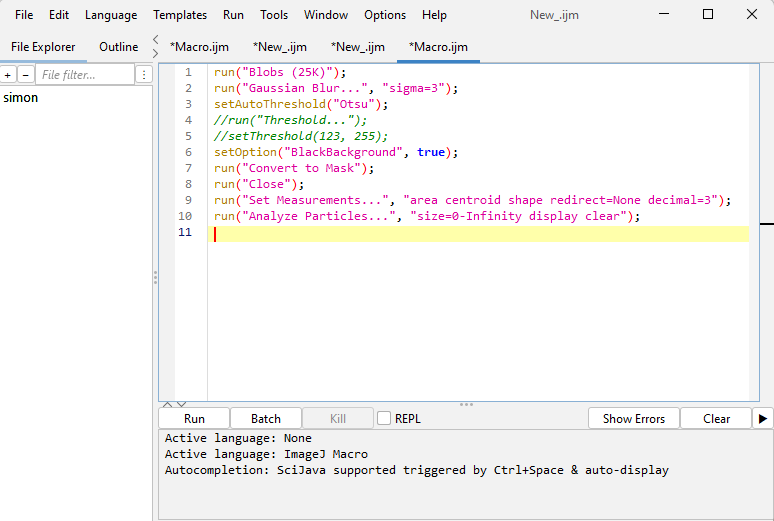 File Edit Language Templates Run Tools Window Options Help New_.ijm
File Explorer Outline *Macro.ijm *New_.ijm *New_.ijm *Macro.ijm
+ − File filter... ⋮
simon
1 run("Blobs (25K)");
2 run("Gaussian Blur...", "sigma=3");
3 setAutoThreshold("Otsu");
4 //run("Threshold...");
5 //setThreshold(123, 255);
6 setOption("BlackBackground", true);
7 run("Convert to Mask");
8 run("Close");
9 run("Set Measurements...", "area centroid shape redirect=None decimal=3");
10 run("Analyze Particles...", "size=0-Infinity display clear");
11
Run Batch Kill REPL Show Errors Clear
Active language: None
Active language: ImageJ Macro
Autocompletion: SciJava supported triggered by Ctrl+Space & auto-display